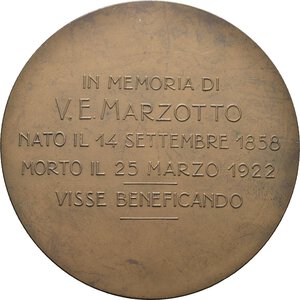 IN MEMORIA DI
V. E. MARZOTTO
NATO IL 14 SETTEMBRE 1858
MORTO IL 25 MARZO 1922
VISSE BENEFICANDO